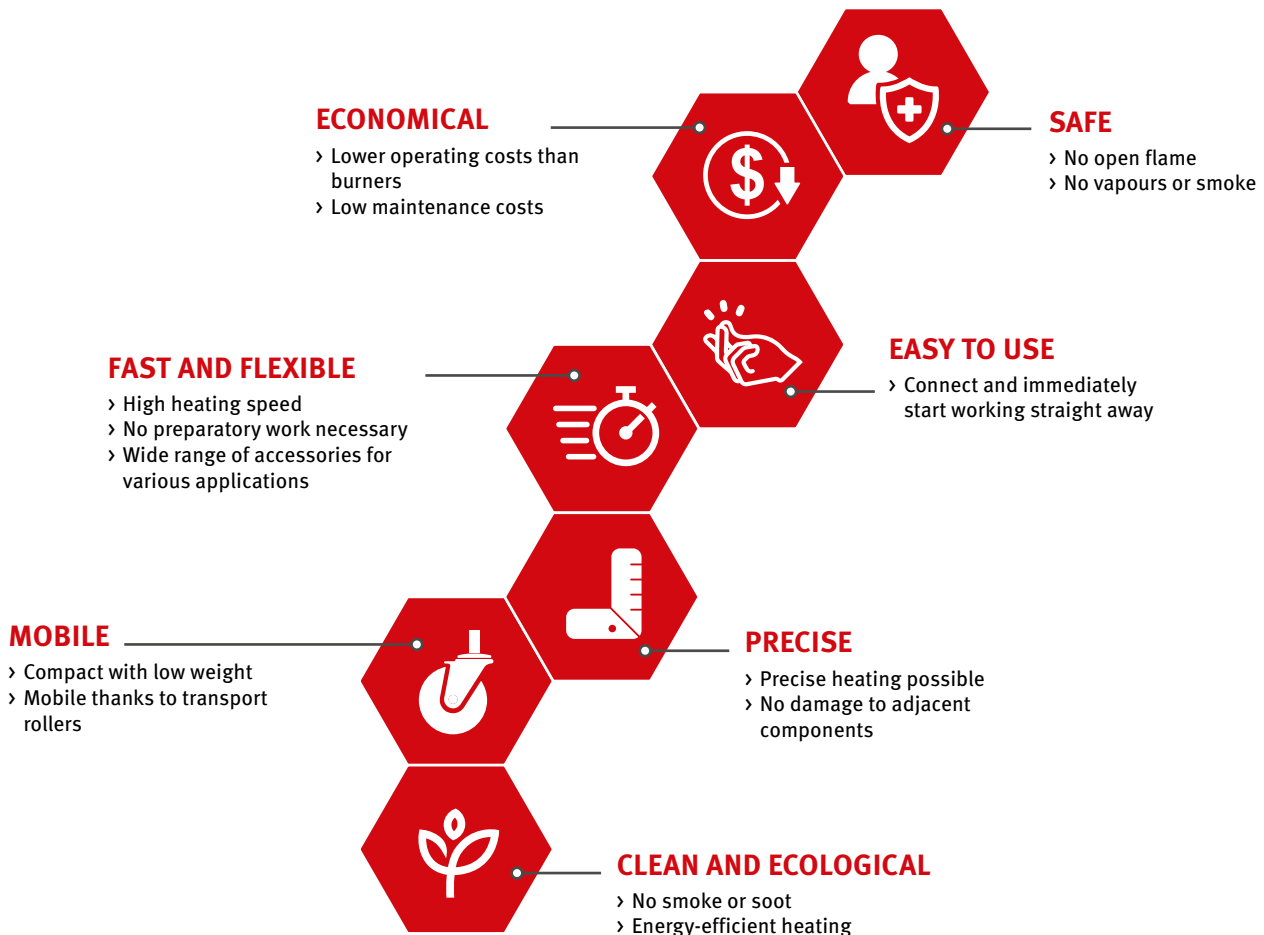 ECONOMICAL
› Lower operating costs than
burners
› Low maintenance costs
SAFE
› No open flame
› No vapours or smoke
$
FAST AND FLEXIBLE
› High heating speed
› No preparatory work necessary
› Wide range of accessories for
various applications
EASY TO USE
› Connect and immediately
start working straight away
MOBILE
› Compact with low weight
› Mobile thanks to transport
rollers
PRECISE
› Precise heating possible
› No damage to adjacent
components
CLEAN AND ECOLOGICAL
› No smoke or soot
› Energy-efficient heating